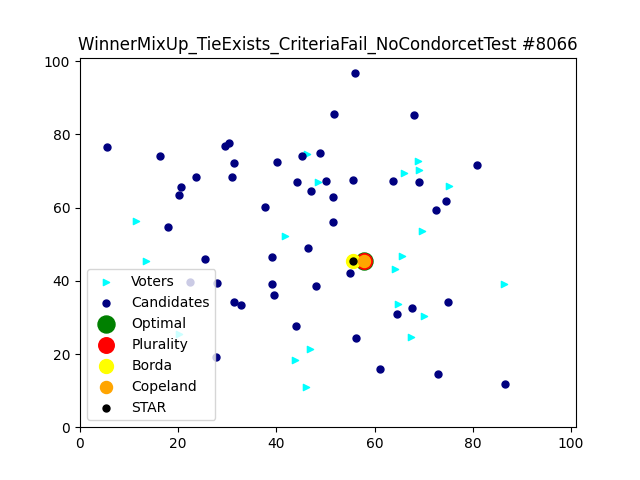 WinnerMixUp_TieExists_CriteriaFail_NoCondorcetTest #8066
100
80
60
40
20
0
Voters
Candidates
Optimal
Plurality
Borda
Copeland
STAR
0 20 40 60 80 100